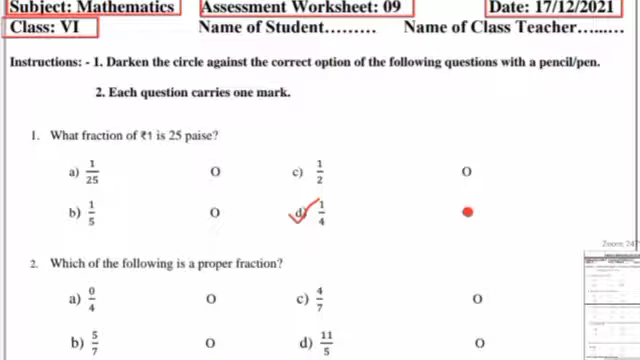 Subject: Mathematics Assessment Worksheet: 09 Date: 17/12/2021
Class: VI Name of Student……… Name of Class Teacher…...…
Instructions: - 1. Darken the circle against the correct option of the following questions with a pencil/pen.
2. Each question carries one mark.
1. What fraction of ₹1 is 25 paise?
a) 1/25 O c) 1/2 O
b) 1/5 O d) 1/4
2. Which of the following is a proper fraction?
a) 0/4 O c) 4/7 O
b) 5/7 O d) 11/5 O